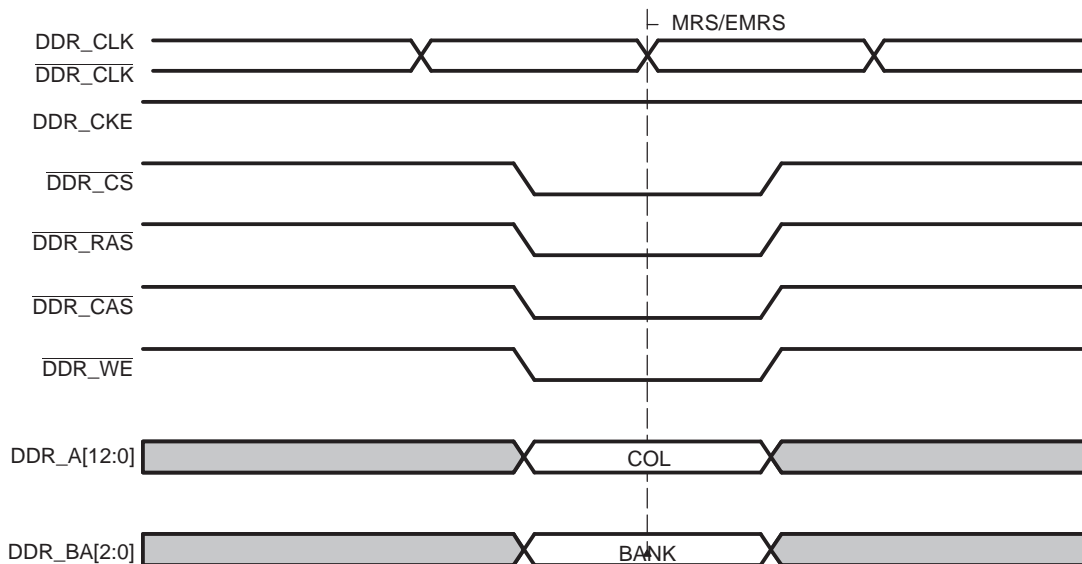 MRS/EMRS
DDR_CLK
DDR_CLK
DDR_CKE
DDR_CS
DDR_RAS
DDR_CAS
DDR_WE
DDR_A[12:0]
COL
DDR_BA[2:0]
BANK